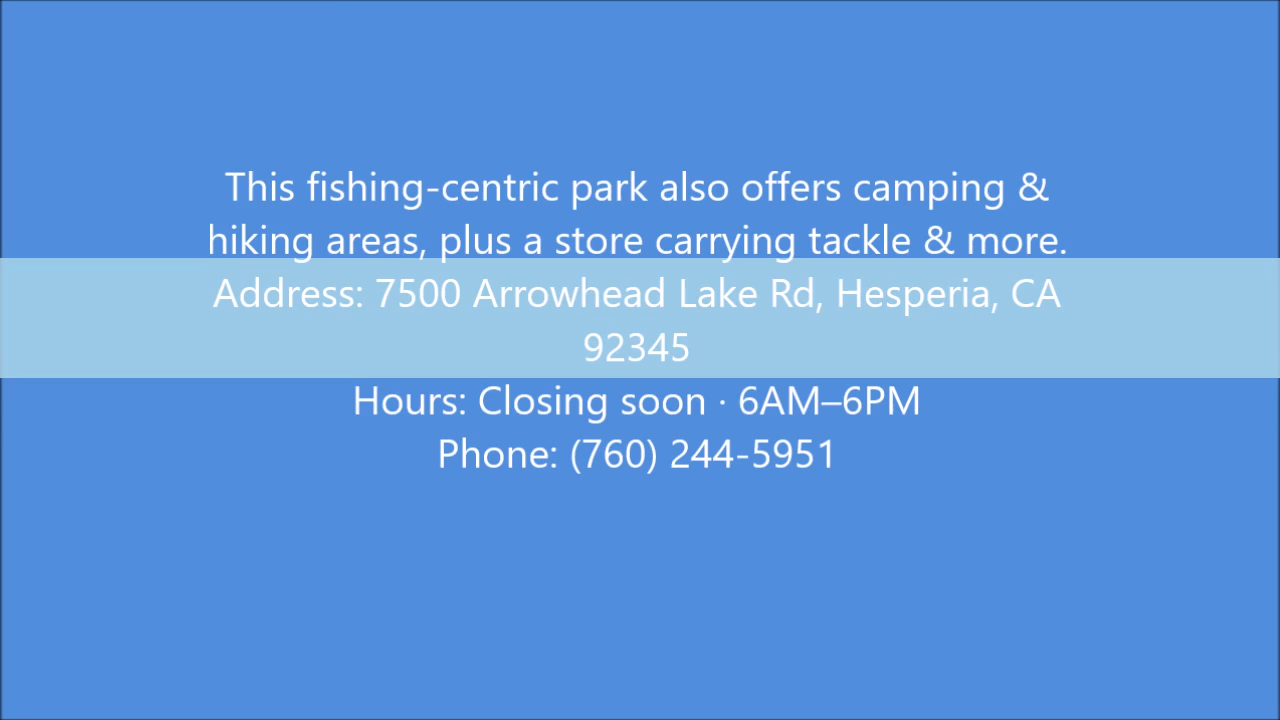 This fishing-centric park also offers camping &
hiking areas, plus a store carrying tackle & more.
Address: 7500 Arrowhead Lake Rd, Hesperia, CA
92345
Hours: Closing soon · 6AM–6PM
Phone: (760) 244-5951